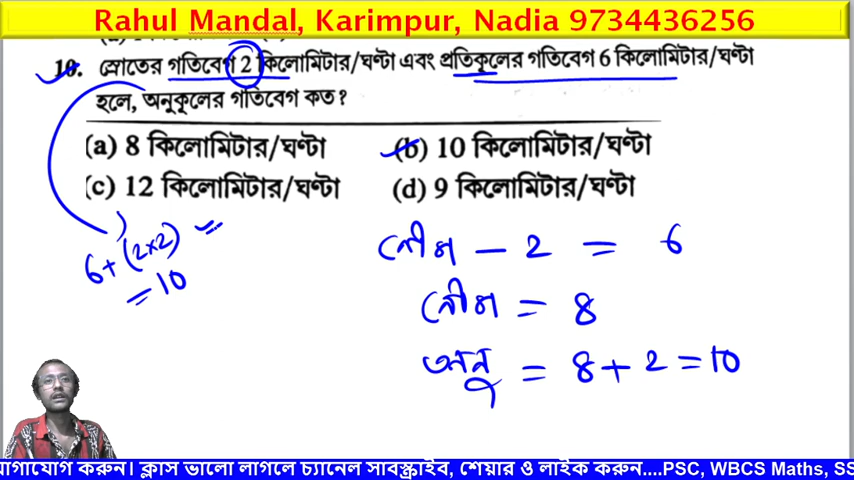 Rahul Mandal, Karimpur, Nadia 9734436256
10. স্রোতের গতিবেগ 2 কিলোমিটার/ঘণ্টা এবং প্রতিকূলের গতিবেগ 6 কিলোমিটার/ঘণ্টা
হলে, অনুকূলের গতিবেগ কত?
(a) 8 কিলোমিটার/ঘণ্টা (b) 10 কিলোমিটার/ঘণ্টা
(c) 12 কিলোমিটার/ঘণ্টা (d) 9 কিলোমিটার/ঘণ্টা
6+(2×2) =
=10
নৌকা - 2 = 6
নৌকা = 8
অনু = 8+2=10
যোগাযোগ করুন। ক্লাস ভালো লাগলে চ্যানেল সাবস্ক্রাইব, শেয়ার ও লাইক করুন....PSC, WBCS Maths, SS